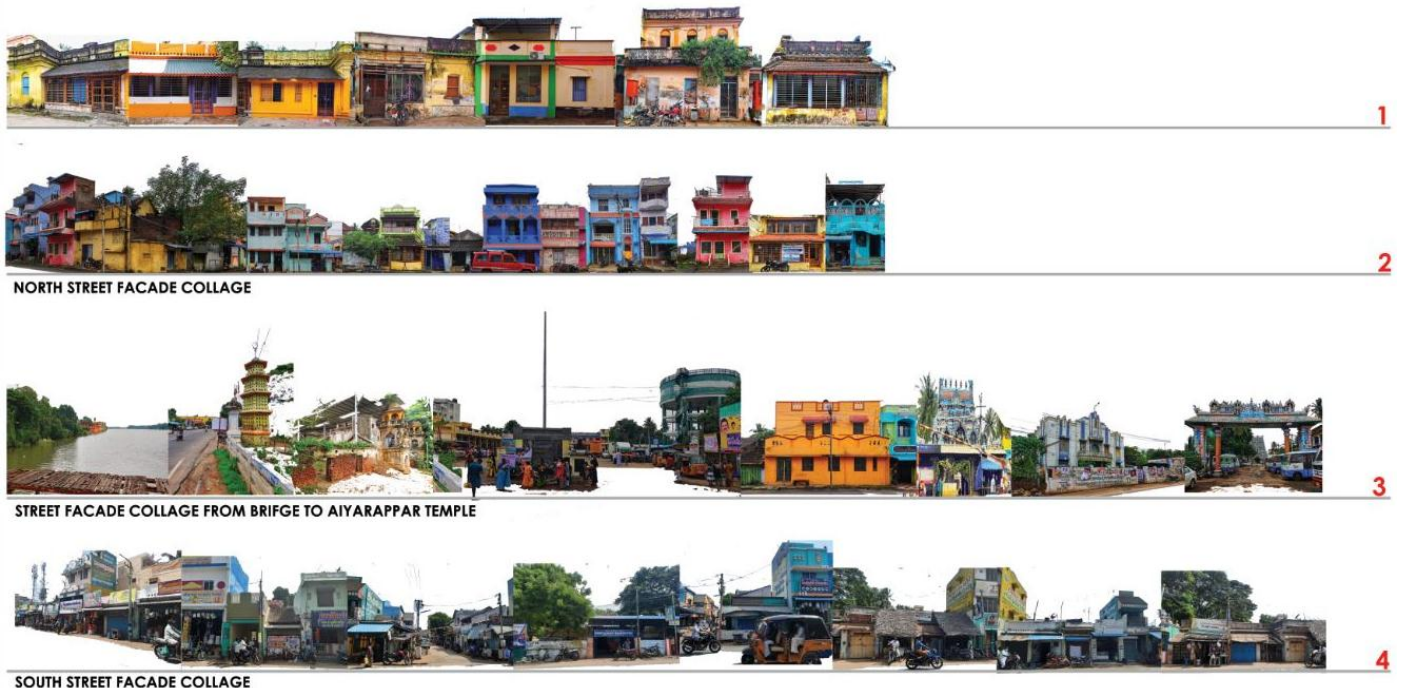 1
2
NORTH STREET FACADE COLLAGE
3
STREET FACADE COLLAGE FROM BRIFGE TO AIYARAPPAR TEMPLE
4
SOUTH STREET FACADE COLLAGE